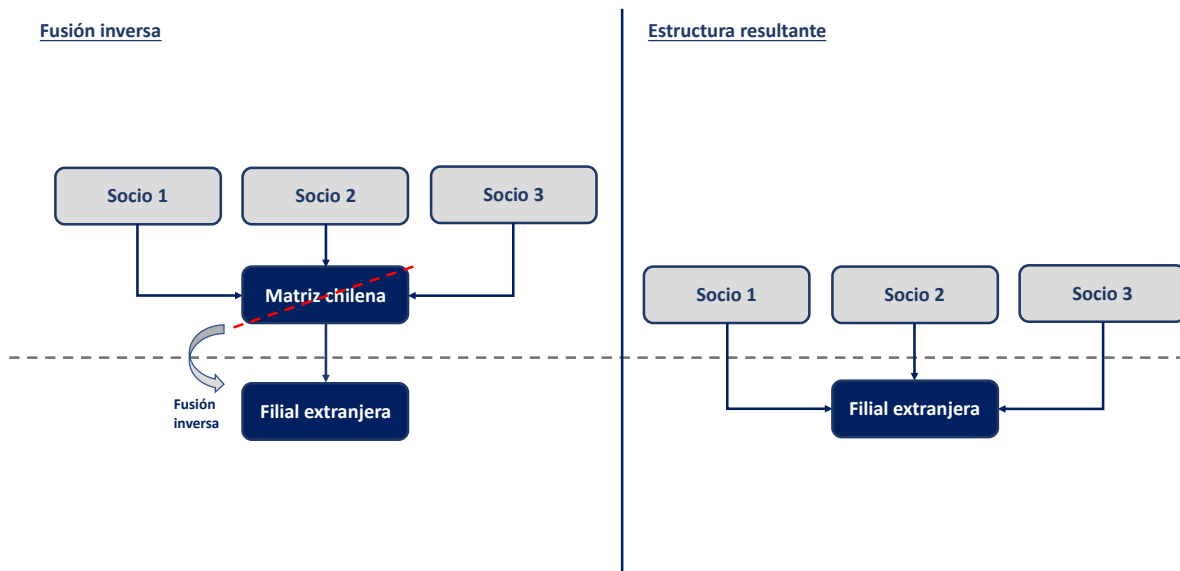 Fusión inversa
Socio 1
Socio 2
Socio 3
Matriz chilena
Fusión
inversa
Filial extranjera
Estructura resultante
Socio 1
Socio 2
Socio 3
Filial extranjera